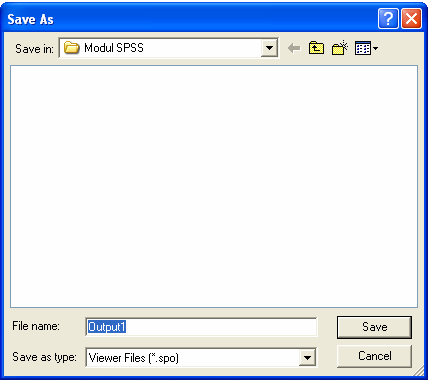 Save As
Save in: Modul SPSS
File name: Output1 Save
Save as type: Viewer Files (*.spo) Cancel